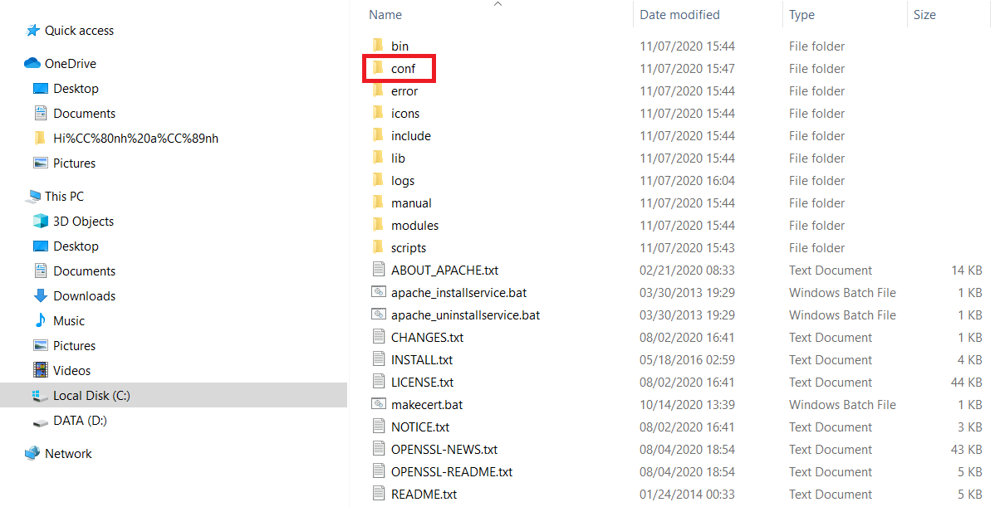 Name Date modified Type Size
Quick access
OneDrive
Desktop
Documents
Hi%CC%80nh%20a%CC%89nh
Pictures
This PC
3D Objects
Desktop
Documents
Downloads
Music
Pictures
Videos
Local Disk (C:)
DATA (D:)
Network
bin 11/07/2020 15:44 File folder
conf 11/07/2020 15:47 File folder
error 11/07/2020 15:44 File folder
icons 11/07/2020 15:44 File folder
include 11/07/2020 15:44 File folder
lib 11/07/2020 15:44 File folder
logs 11/07/2020 16:04 File folder
manual 11/07/2020 15:44 File folder
modules 11/07/2020 15:44 File folder
scripts 11/07/2020 15:43 File folder
ABOUT_APACHE.txt 02/21/2020 08:33 Text Document 14 KB
apache_installservice.bat 03/30/2013 19:29 Windows Batch File 1 KB
apache_uninstallservice.bat 03/30/2013 19:29 Windows Batch File 1 KB
CHANGES.txt 08/02/2020 16:41 Text Document 1 KB
INSTALL.txt 05/18/2016 02:59 Text Document 4 KB
LICENSE.txt 08/02/2020 16:41 Text Document 44 KB
makecert.bat 10/14/2020 13:39 Windows Batch File 1 KB
NOTICE.txt 08/02/2020 16:41 Text Document 3 KB
OPENSSL-NEWS.txt 08/04/2020 18:54 Text Document 43 KB
OPENSSL-README.txt 08/04/2020 18:54 Text Document 5 KB
README.txt 01/24/2014 00:33 Text Document 5 KB